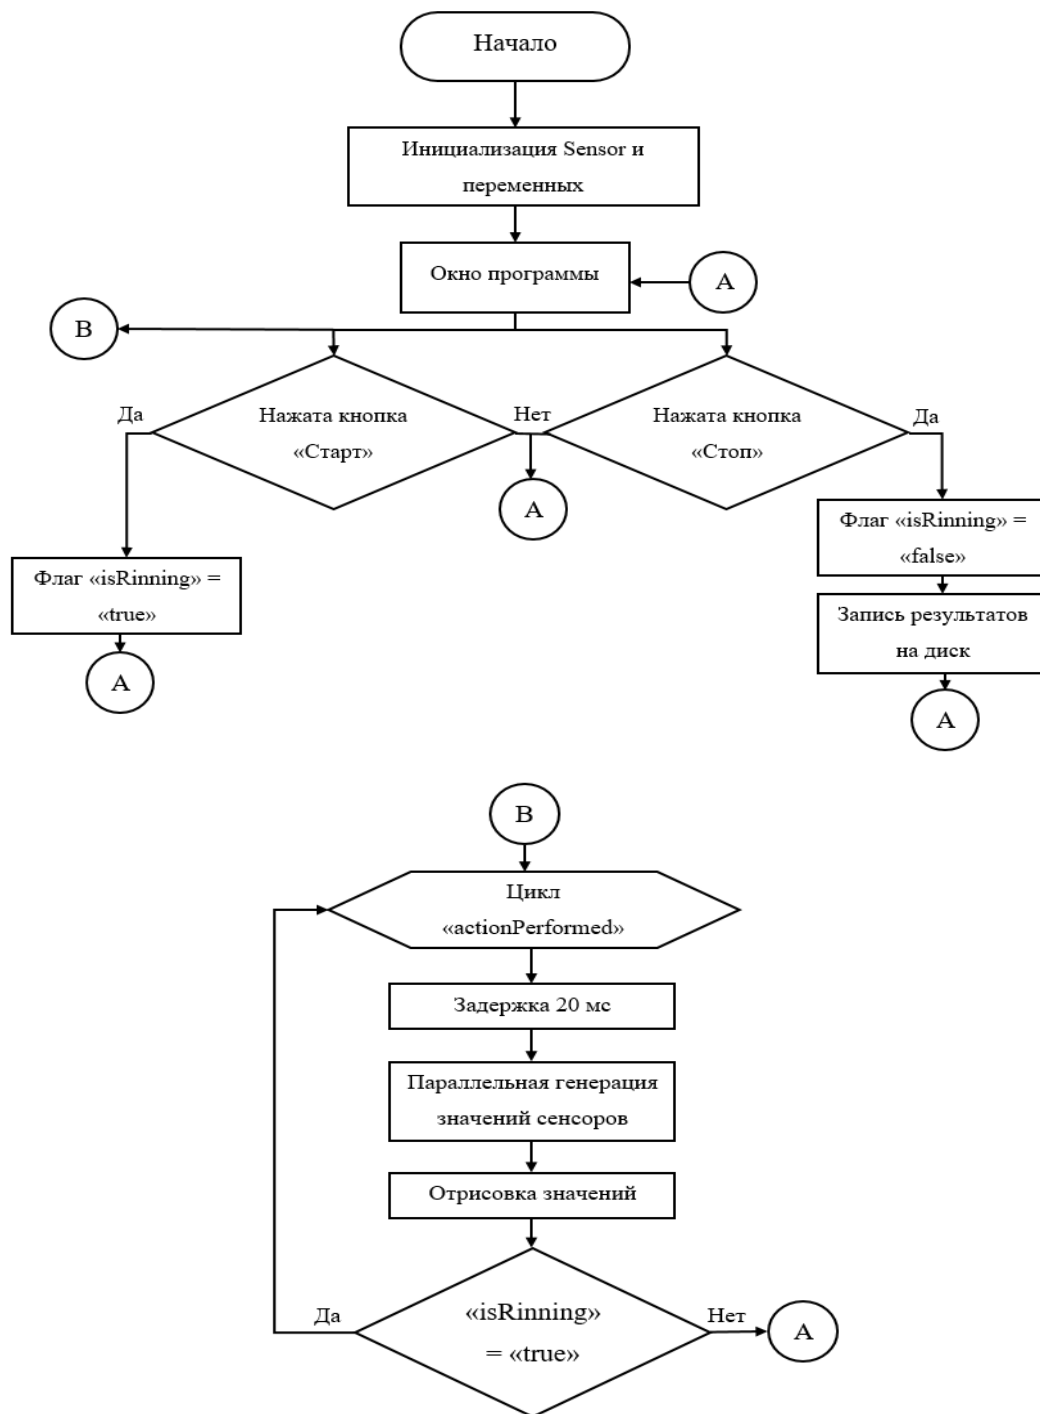 Начало
Инициализация Sensor и
переменных
Окно программы
A
B
Да
Нажата кнопка
«Старт»
Нет
Нажата кнопка
«Стоп»
Да
A
Флаг «isRinning» =
«false»
Флаг «isRinning» =
«true»
Запись результатов
на диск
A
A
B
Цикл
«actionPerformed»
Задержка 20 мс
Параллельная генерация
значений сенсоров
Отрисовка значений
Да
«isRinning»
= «true»
Нет
A